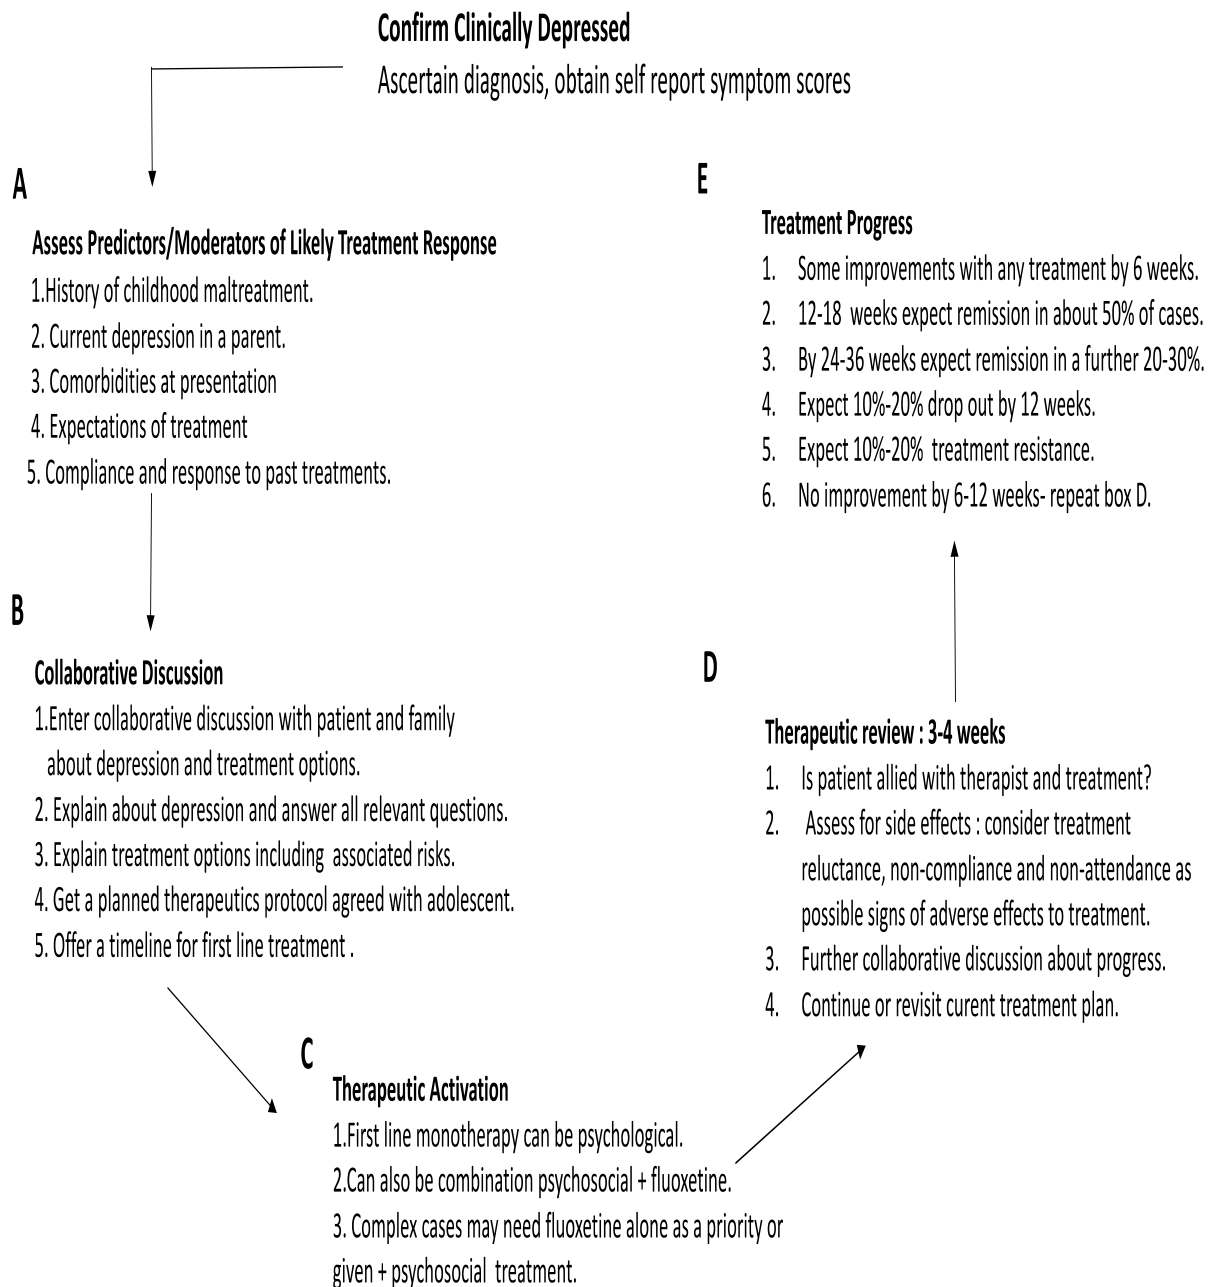 Confirm Clinically Depressed
Ascertain diagnosis, obtain self report symptom scores
A
Assess Predictors/Moderators of Likely Treatment Response
1.History of childhood maltreatment.
2. Current depression in a parent.
3. Comorbidities at presentation
4. Expectations of treatment
5. Compliance and response to past treatments.
B
Collaborative Discussion
1.Enter collaborative discussion with patient and family
about depression and treatment options.
2. Explain about depression and answer all relevant questions.
3. Explain treatment options including associated risks.
4. Get a planned therapeutics protocol agreed with adolescent.
5. Offer a timeline for first line treatment .
C
Therapeutic Activation
1.First line monotherapy can be psychological.
2.Can also be combination psychosocial + fluoxetine.
3. Complex cases may need fluoxetine alone as a priority or
given + psychosocial treatment.
D
Therapeutic review : 3-4 weeks
1. Is patient allied with therapist and treatment?
2. Assess for side effects : consider treatment
reluctance, non-compliance and non-attendance as
possible signs of adverse effects to treatment.
3. Further collaborative discussion about progress.
4. Continue or revisit curent treatment plan.
E
Treatment Progress
1. Some improvements with any treatment by 6 weeks.
2. 12-18 weeks expect remission in about 50% of cases.
3. By 24-36 weeks expect remission in a further 20-30%.
4. Expect 10%-20% drop out by 12 weeks.
5. Expect 10%-20% treatment resistance.
6. No improvement by 6-12 weeks- repeat box D.